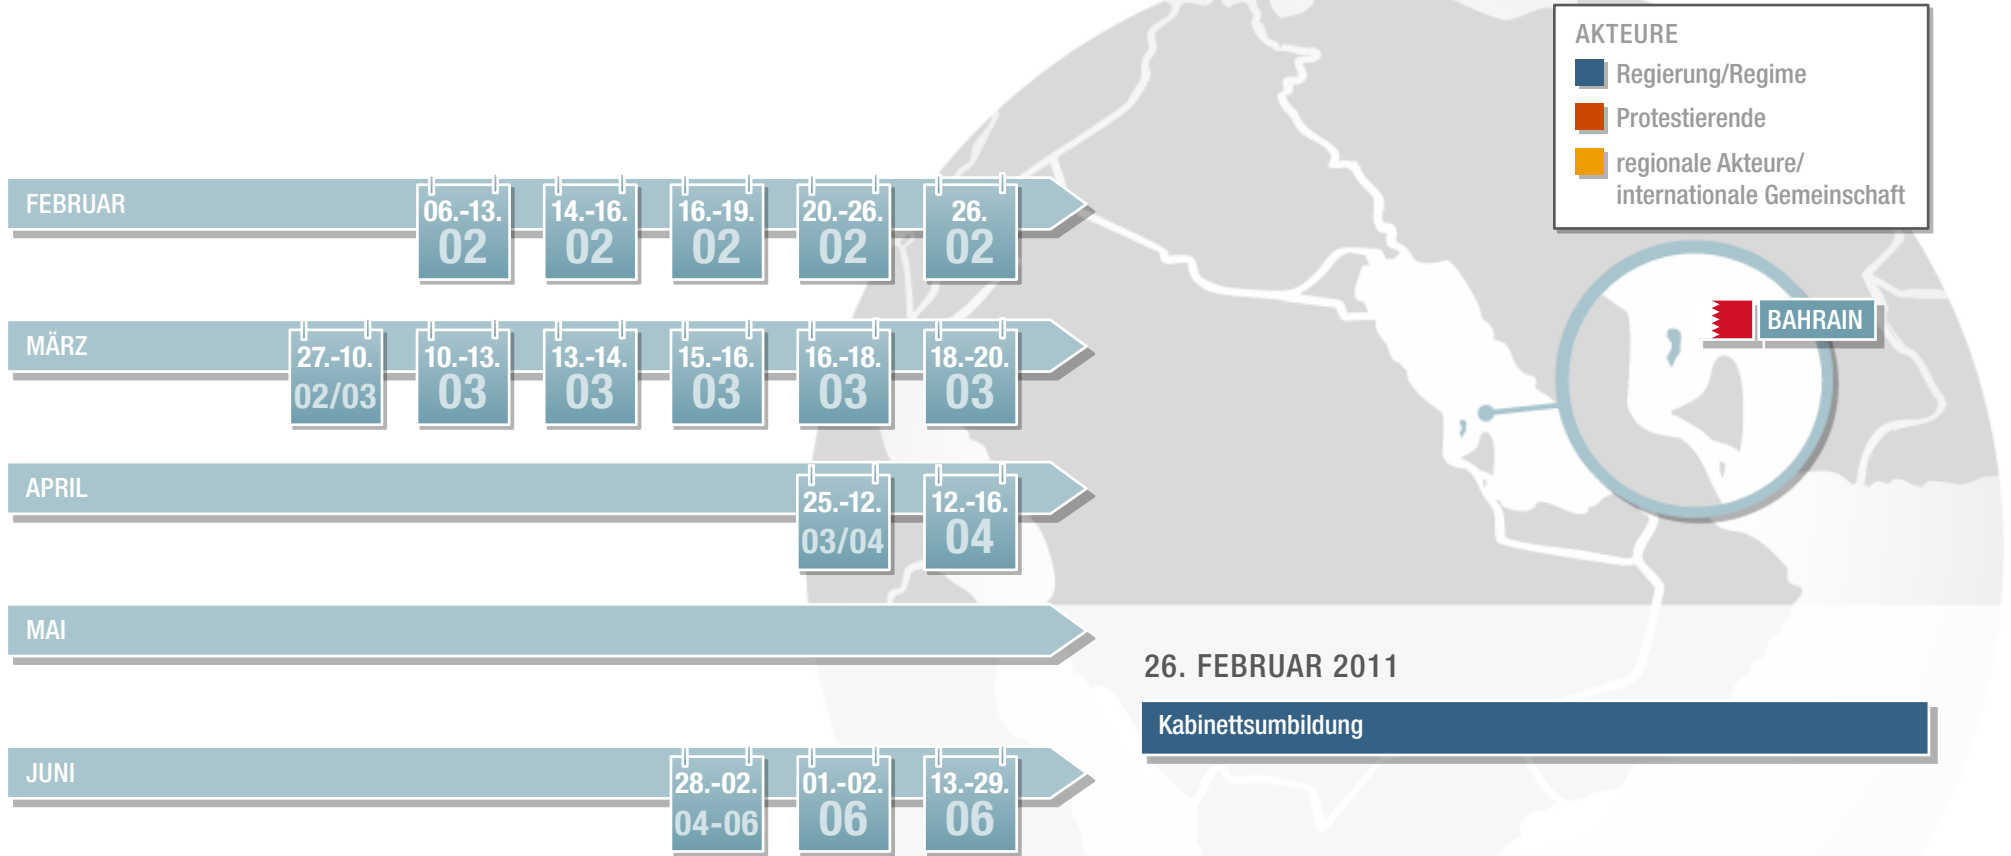 AKTEURE
Regierung/Regime
Protestierende
regionale Akteure/
internationale Gemeinschaft
FEBRUAR
06.-13.
02
14.-16.
02
16.-19.
02
20.-26.
02
26.
02
BAHRAIN
MÄRZ
27.-10.
02/03
10.-13.
03
13.-14.
03
15.-16.
03
16.-18.
03
18.-20.
03
APRIL
25.-12.
03/04
12.-16.
04
MAI
26. FEBRUAR 2011
Kabinettsumbildung
JUNI
28.-02.
04-06
01.-02.
06
13.-29.
06